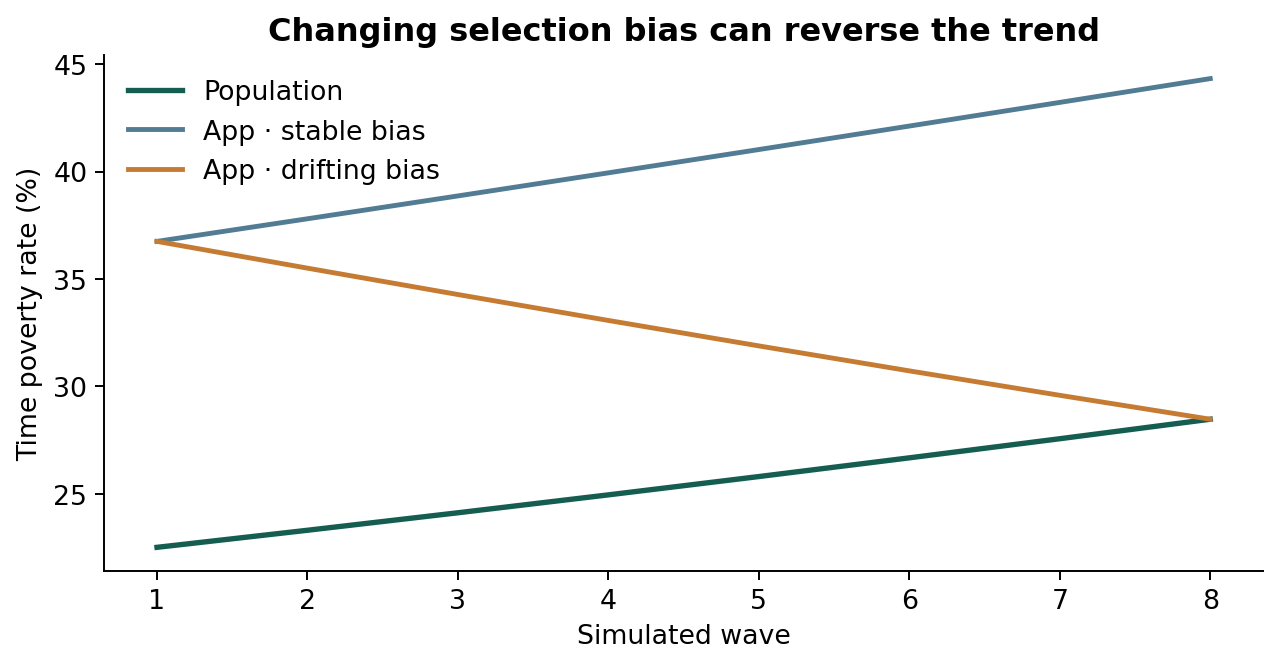 Changing selection bias can reverse the trend
Time poverty rate (%)
45
40
35
30
25
Population
App · stable bias
App · drifting bias
1 2 3 4 5 6 7 8
Simulated wave